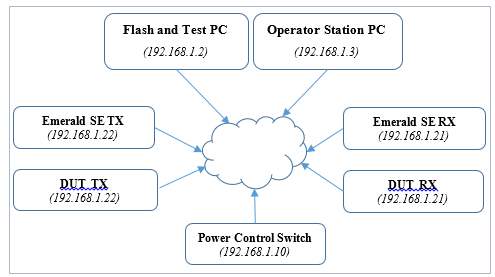 Flash and Test PC
(192.168.1.2)
Operator Station PC
(192.168.1.3)
Emerald SE TX
(192.168.1.22)
Emerald SE RX
(192.168.1.21)
DUT_TX
(192.168.1.22)
DUT_RX
(192.168.1.21)
Power Control Switch
(192.168.1.10)